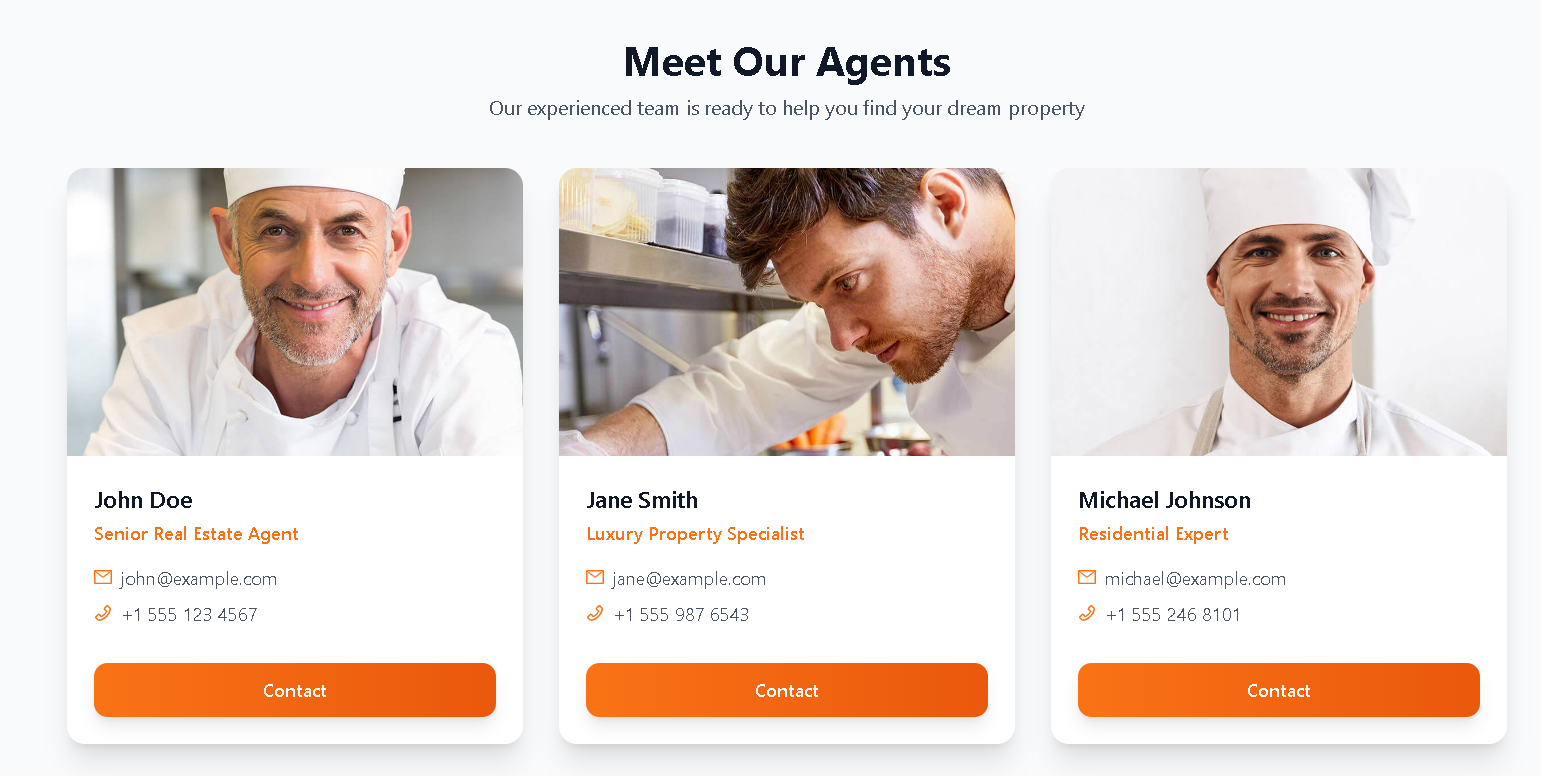 Meet Our Agents
Our experienced team is ready to help you find your dream property
John Doe
Senior Real Estate Agent
john@example.com
+1 555 123 4567
Contact
Jane Smith
Luxury Property Specialist
jane@example.com
+1 555 987 6543
Contact
Michael Johnson
Residential Expert
michael@example.com
+1 555 246 8101
Contact